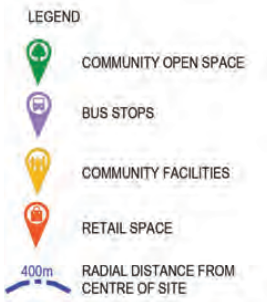 LEGEND
COMMUNITY OPEN SPACE
BUS STOPS
COMMUNITY FACILITIES
RETAIL SPACE
400m
RADIAL DISTANCE FROM
CENTRE OF SITE